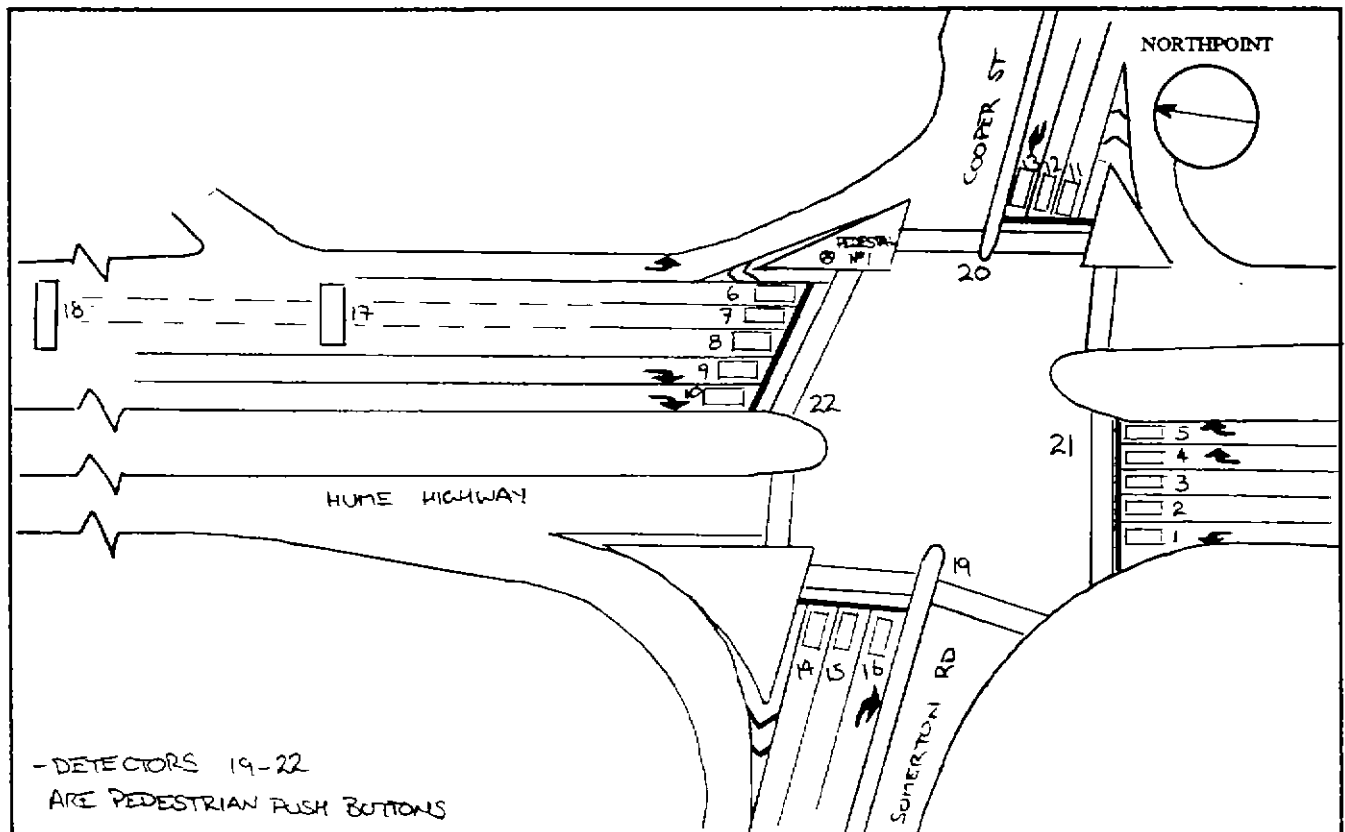 NORTHPOINT
COOPER ST
13 12 11
PEDESTAL
Nº1
20
6
18
17
7
8
9
10
22
21
5
4
3
2
1
HUME HIGHWAY
19
14 15 16
SOMERTON RD
- DETECTORS 19-22
ARE PEDESTRIAN PUSH BUTTONS